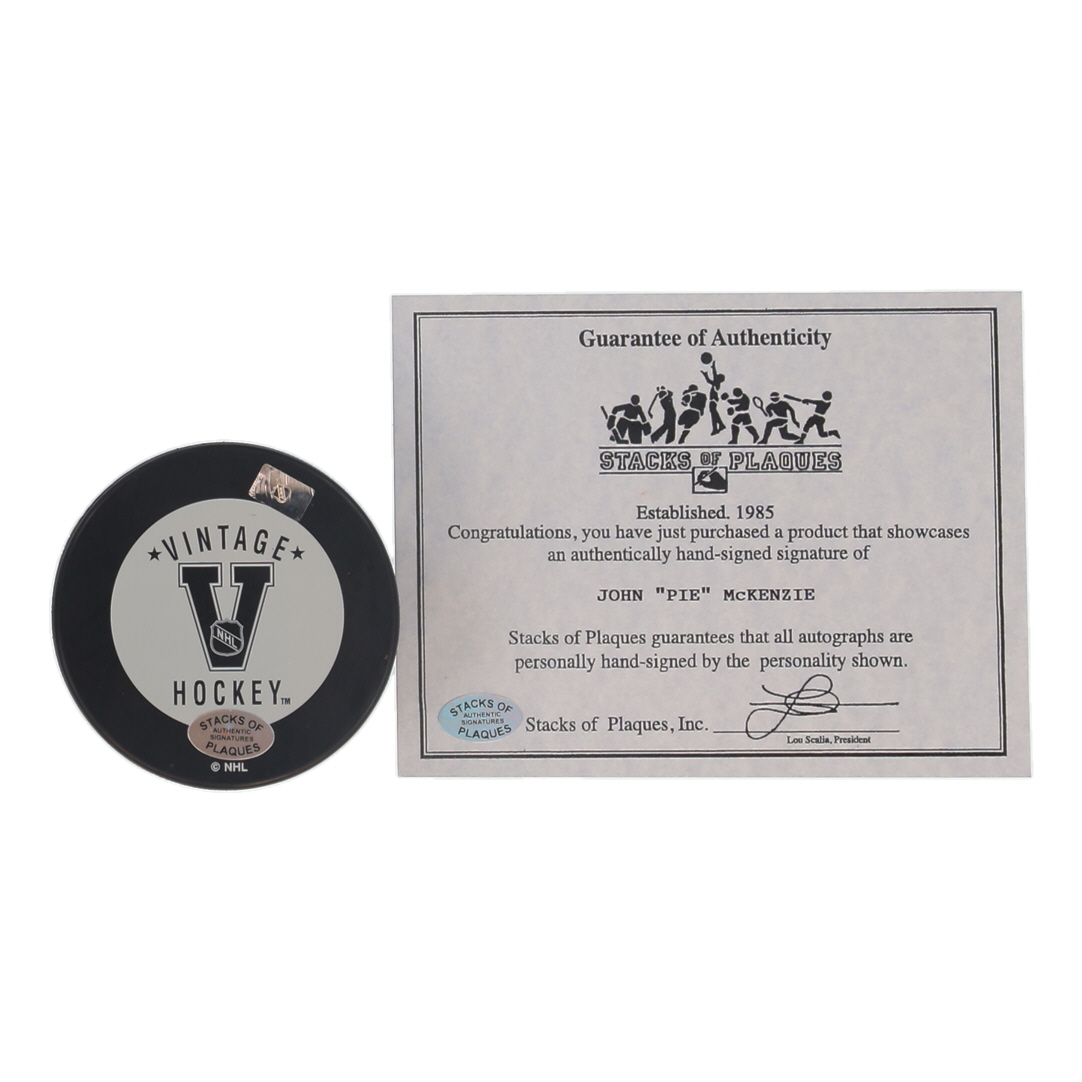 ★VINTAGE★
V
NHL
HOCKEY™
STACKS OF
AUTHENTIC
SIGNATURES
PLAQUES
© NHL
Guarantee of Authenticity
STACKS OF PLAQUES
Established. 1985
Congratulations, you have just purchased a product that showcases
an authentically hand-signed signature of
JOHN "PIE" McKENZIE
Stacks of Plaques guarantees that all autographs are
personally hand-signed by the personality shown.
STACKS OF
AUTHENTIC
SIGNATURES
PLAQUES
Stacks of Plaques, Inc.
Lou Scalia, President